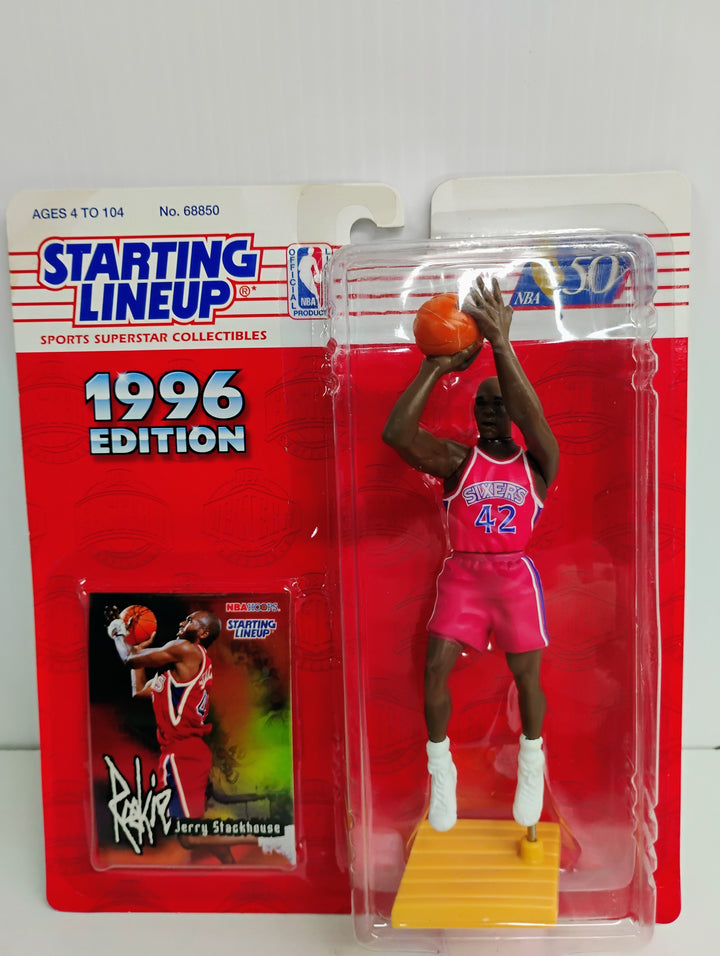 AGES 4 TO 104 No. 68850
STARTING
LINEUP®*
SPORTS SUPERSTAR COLLECTIBLES
OFFICIAL
NBA
PRODUCT
NBA 50
1996
EDITION
SIXERS
42
NBA HOOPS
STARTING
LINEUP
Rookie
Jerry Stackhouse